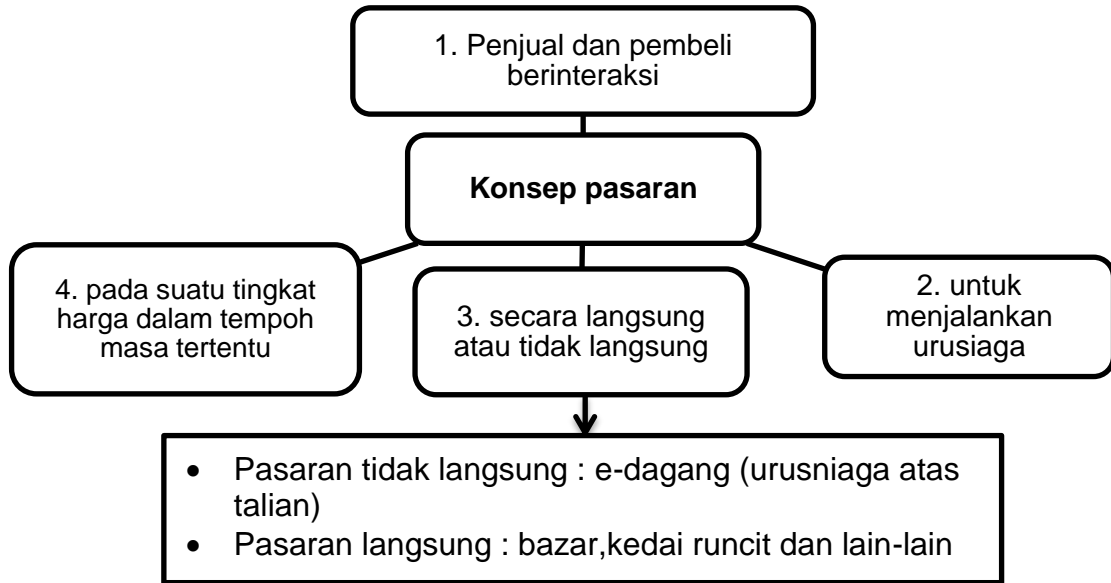 1. Penjual dan pembeli
berinteraksi
Konsep pasaran
4. pada suatu tingkat
harga dalam tempoh
masa tertentu
3. secara langsung
atau tidak langsung
2. untuk
menjalankan
urusiaga
• Pasaran tidak langsung : e-dagang (urusniaga atas
talian)
• Pasaran langsung : bazar,kedai runcit dan lain-lain